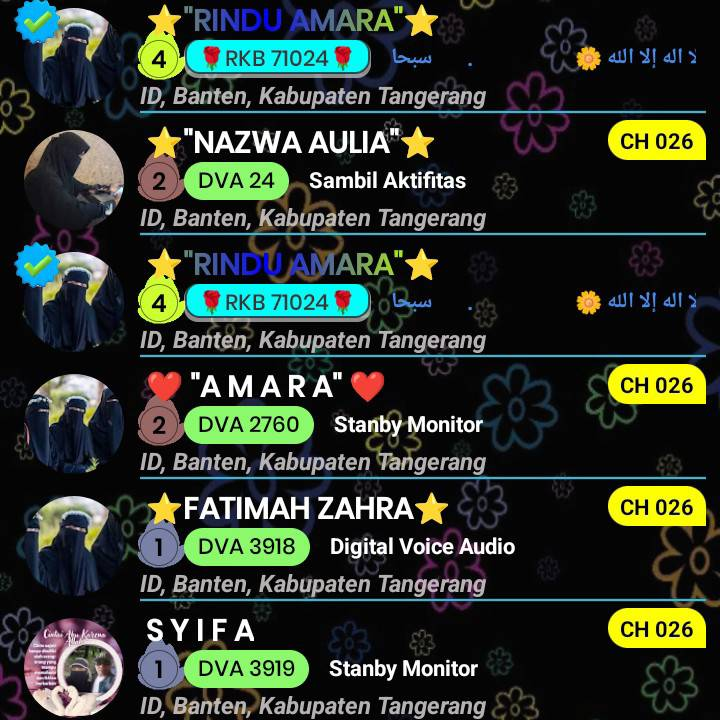 ⭐"RINDU AMARA"⭐
4 🌹RKB 71024🌹 سبحا . 🌼 لا اله إلا الله
ID, Banten, Kabupaten Tangerang
⭐"NAZWA AULIA"⭐ CH 026
2 DVA 24 Sambil Aktifitas
ID, Banten, Kabupaten Tangerang
⭐"RINDU AMARA"⭐
4 🌹RKB 71024🌹 سبحا . 🌼 لا اله إلا الله
ID, Banten, Kabupaten Tangerang
❤️ "A M A R A" ❤️ CH 026
2 DVA 2760 Stanby Monitor
ID, Banten, Kabupaten Tangerang
⭐FATIMAH ZAHRA⭐ CH 026
1 DVA 3918 Digital Voice Audio
ID, Banten, Kabupaten Tangerang
S Y I F A CH 026
Cintai Aku Karena
1 DVA 3919 Stanby Monitor
ID, Banten, Kabupaten Tangerang